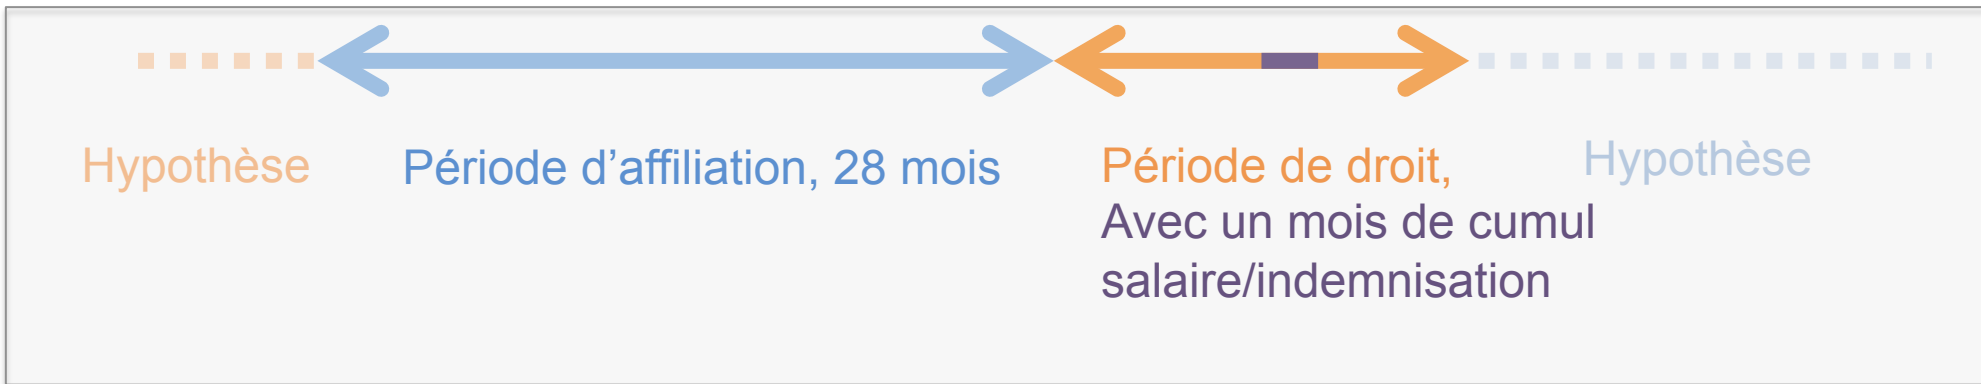 Hypothèse
Période d’affiliation, 28 mois
Période de droit,
Avec un mois de cumul
salaire/indemnisation
Hypothèse